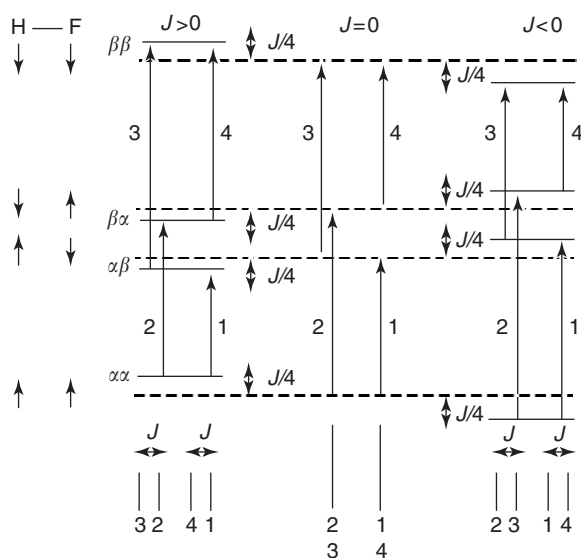 H — F J>0 J=0 J<0
ββ J/4 J/4
3 4 3 4 3 4
J/4
βα J/4
J/4
αβ J/4
2 1 2 1 2 1
αα J/4
J/4
J J J J
3 2 4 1 2 1 2 3 1 4
3 4